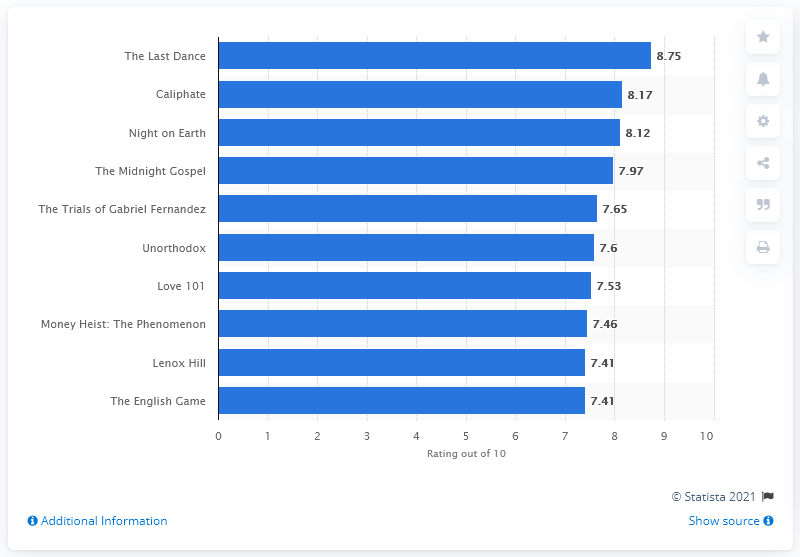 The Last Dance 8.75
Caliphate 8.17
Night on Earth 8.12
The Midnight Gospel 7.97
The Trials of Gabriel Fernandez 7.65
Unorthodox 7.6
Love 101 7.53
Money Heist: The Phenomenon 7.46
Lenox Hill 7.41
The English Game 7.41
0 1 2 3 4 5 6 7 8 9 10
Rating out of 10
© Statista 2021
Additional Information Show source